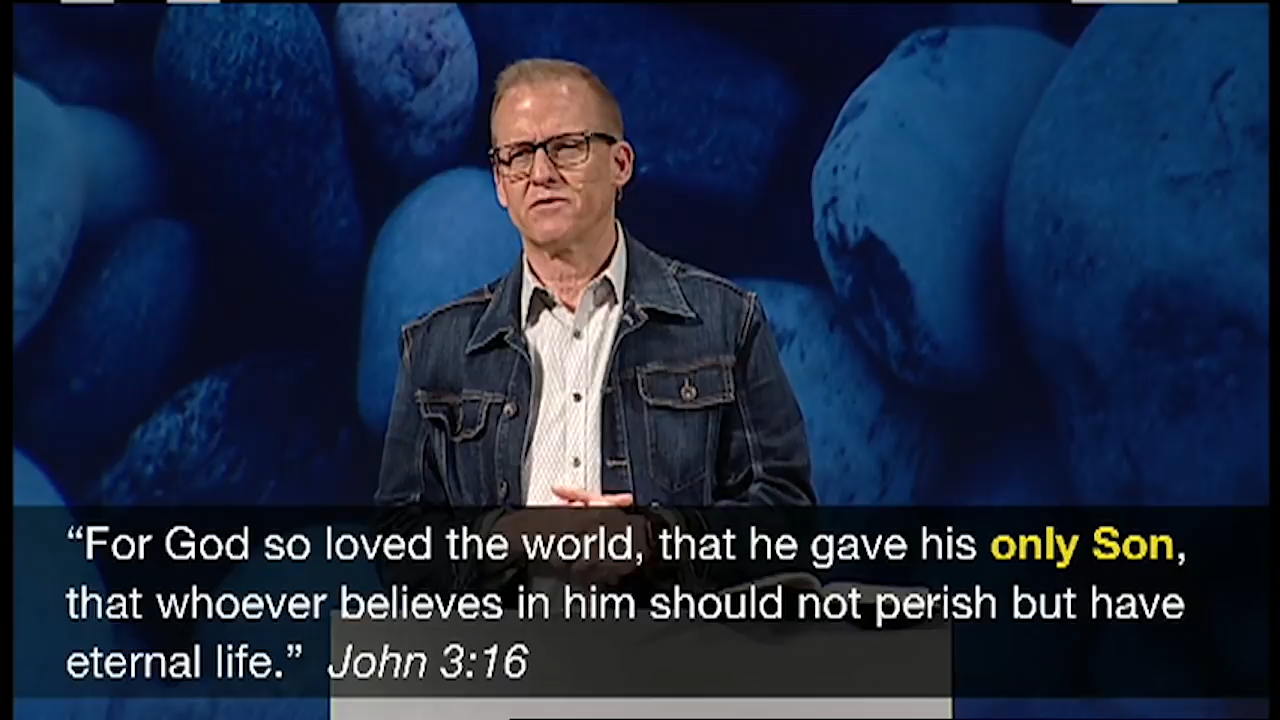 “For God so loved the world, that he gave his only Son,
that whoever believes in him should not perish but have
eternal life.” John 3:16